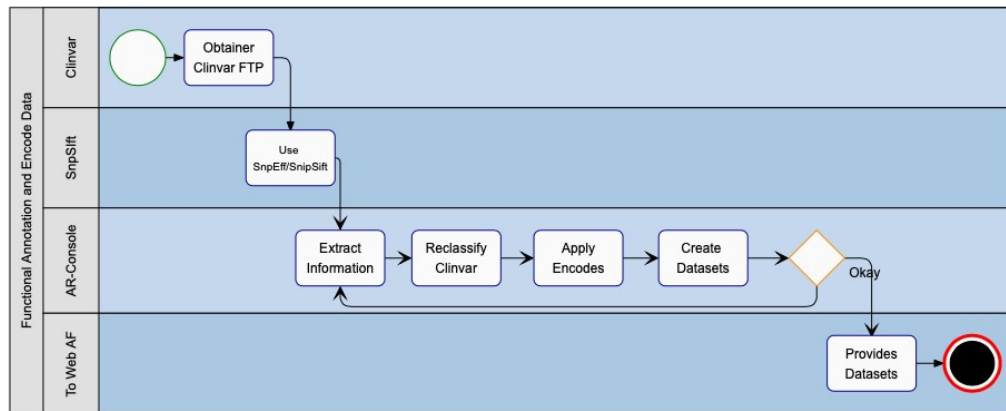 Functional Annotation and Encode Data
Clinvar
Obtainer
Clinvar FTP
SnpSIft
Use
SnpEff/SnipSift
AR-Console
Extract
Information
Reclassify
Clinvar
Apply
Encodes
Create
Datasets
Okay
To Web AF
Provides
Datasets